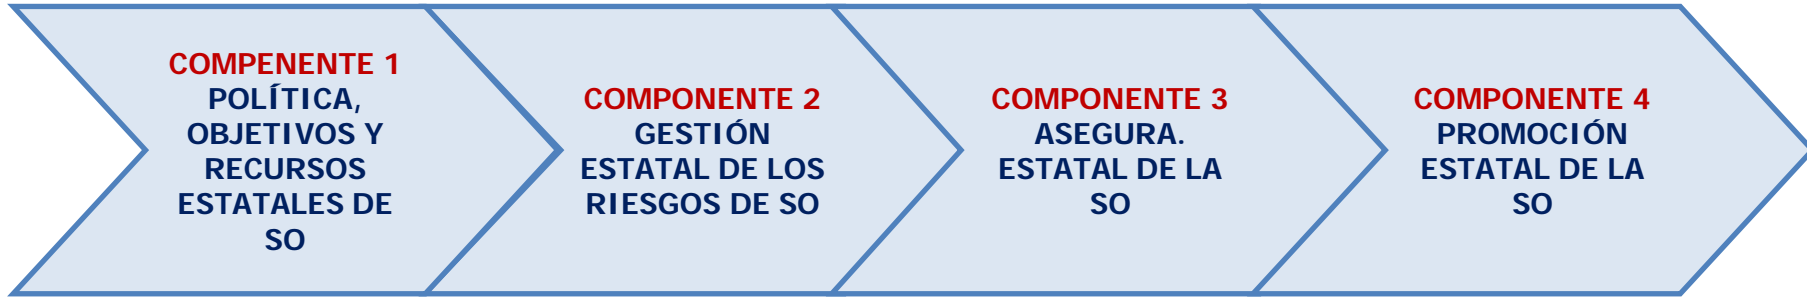 COMPENENTE 1
POLÍTICA,
OBJETIVOS Y
RECURSOS
ESTATALES DE
SO
COMPONENTE 2
GESTIÓN
ESTATAL DE LOS
RIESGOS DE SO
COMPONENTE 3
ASEGURA.
ESTATAL DE LA
SO
COMPONENTE 4
PROMOCIÓN
ESTATAL DE LA
SO